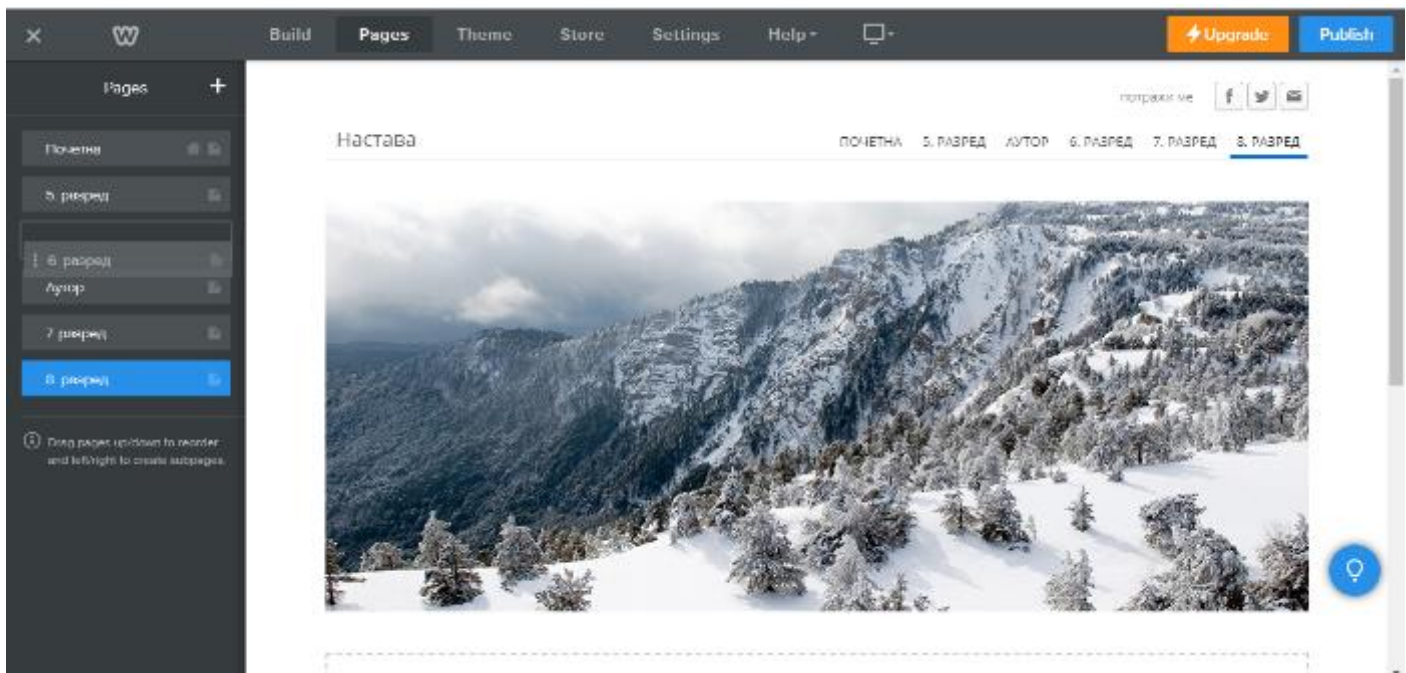 Build Pages Theme Store Settings Help Upgrade Publish
Pages
потражи ме
Настава
ПОЧЕТНА 5. РАЗРЕД АУТОР 6. РАЗРЕД 7. РАЗРЕД 8. РАЗРЕД
Почетна
5. разред
6. разред
Аутор
7. разред
8. разред
Drag pages up/down to reorder
and left/right to create subpages.